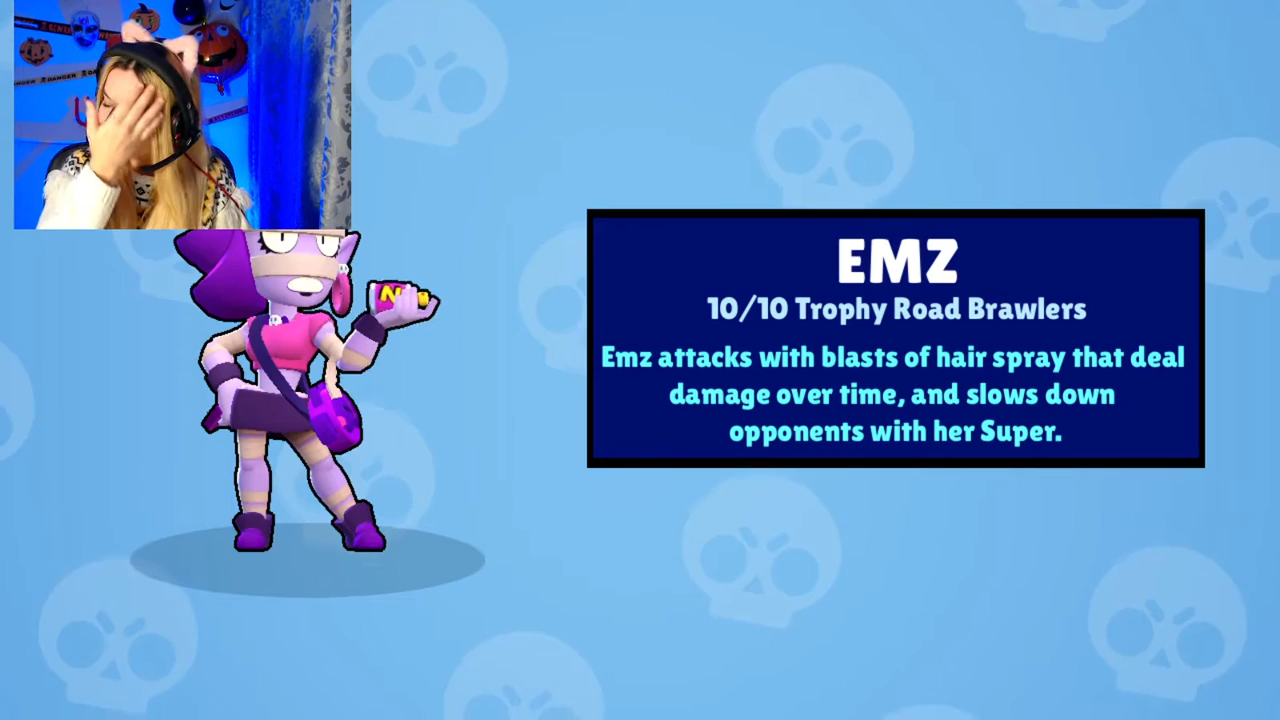 DANGER
EMZ
10/10 Trophy Road Brawlers
Emz attacks with blasts of hair spray that deal
damage over time, and slows down
opponents with her Super.